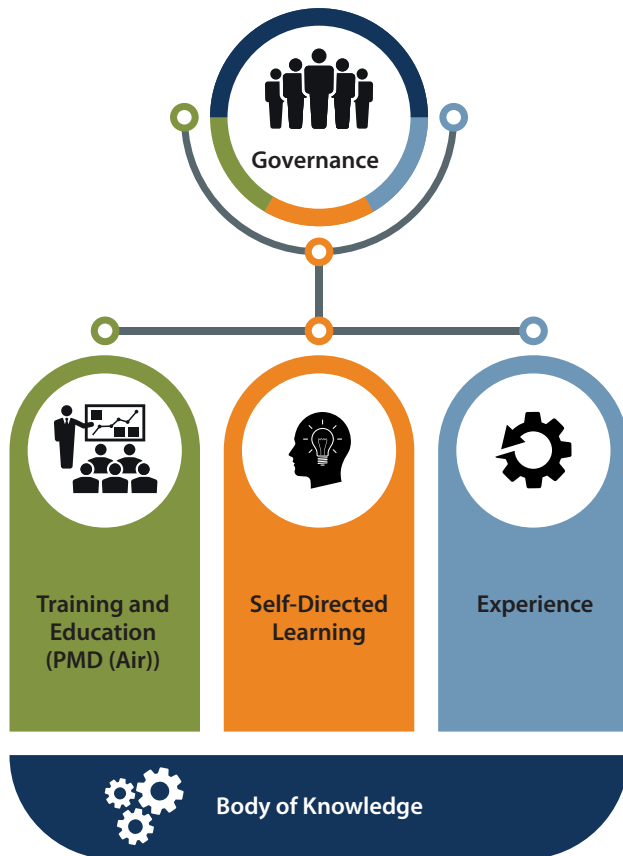 Governance
Training and
Education
(PMD (Air))
Self-Directed
Learning
Experience
Body of Knowledge